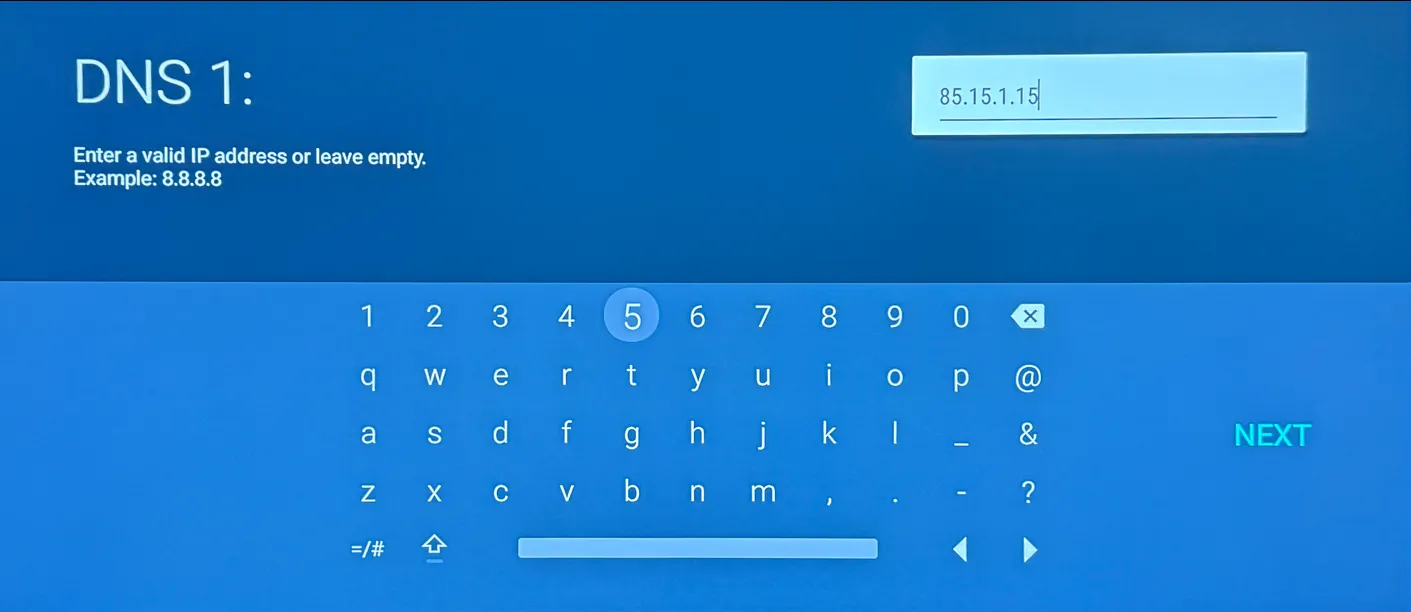 DNS 1:
85.15.1.15
Enter a valid IP address or leave empty.
Example: 8.8.8.8
1 2 3 4 5 6 7 8 9 0
q w e r t y u i o p @
a s d f g h j k l _ &
NEXT
z x c v b n m , . - ?
=/#